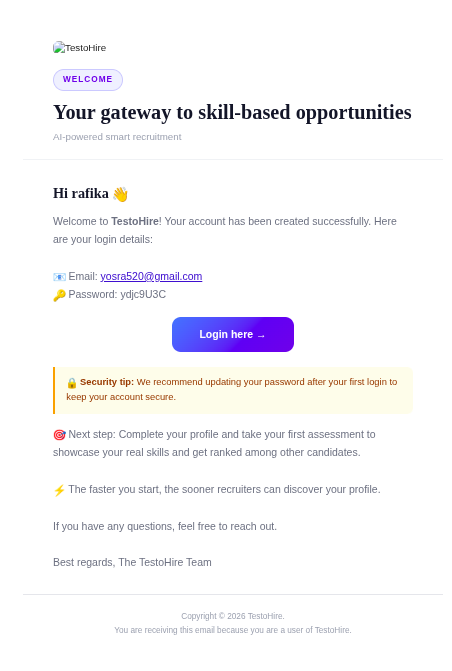 TestoHire
WELCOME
Your gateway to skill-based opportunities
AI-powered smart recruitment
Hi rafika 👋
Welcome to TestoHire! Your account has been created successfully. Here
are your login details:
📧 Email: yosra520@gmail.com
🔑 Password: ydjc9U3C
Login here →
🔒 Security tip: We recommend updating your password after your first login to
keep your account secure.
🎯 Next step: Complete your profile and take your first assessment to
showcase your real skills and get ranked among other candidates.
⚡ The faster you start, the sooner recruiters can discover your profile.
If you have any questions, feel free to reach out.
Best regards, The TestoHire Team
Copyright © 2026 TestoHire.
You are receiving this email because you are a user of TestoHire.